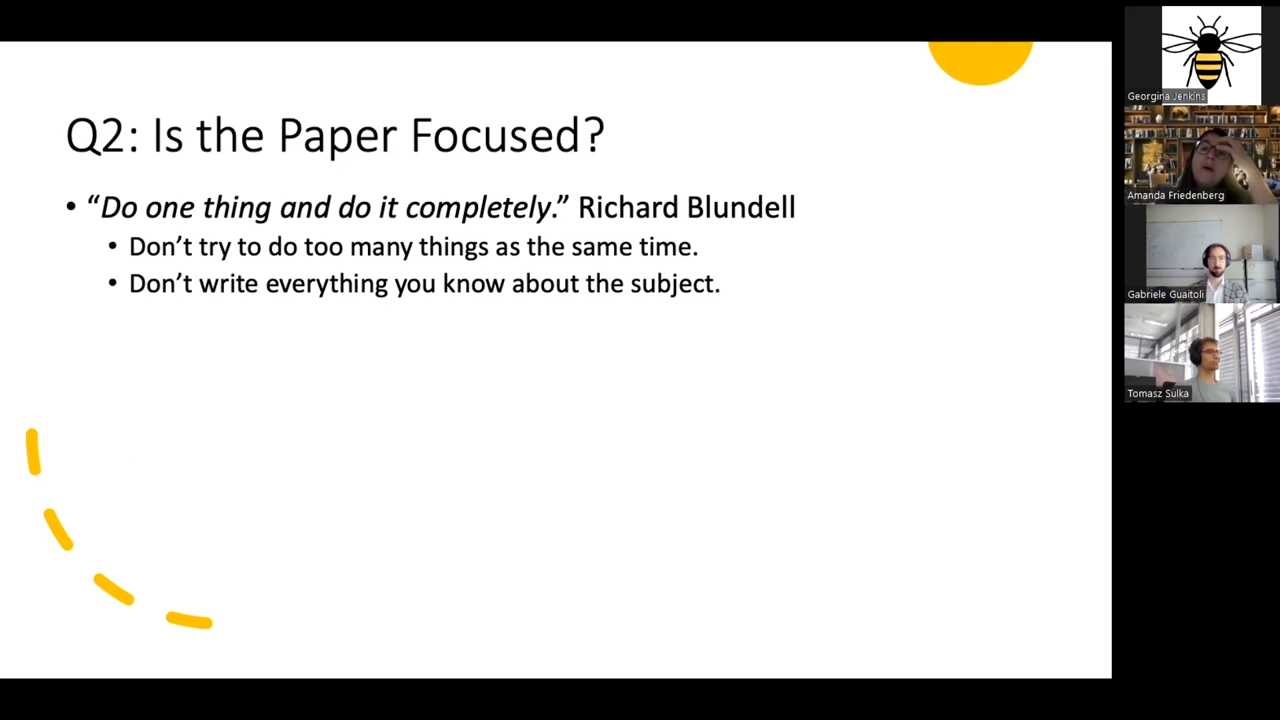 Q2: Is the Paper Focused?
• “Do one thing and do it completely.” Richard Blundell
• Don’t try to do too many things as the same time.
• Don’t write everything you know about the subject.
Georgina Jenkins
Amanda Friedenberg
Gabriele Guaitoli
Tomasz Sulka